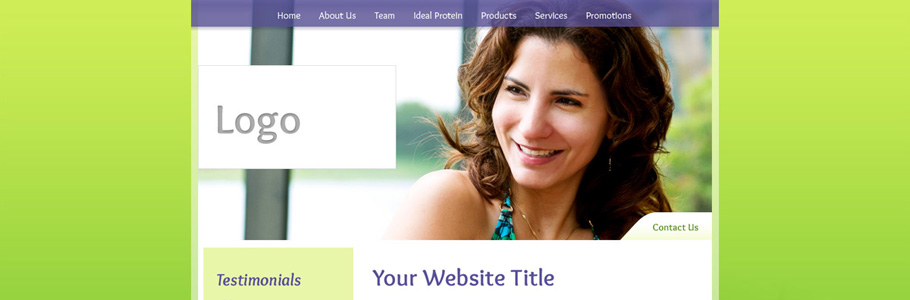 Home About Us Team Ideal Protein Products Services Promotions
Logo
Contact Us
Testimonials
Your Website Title